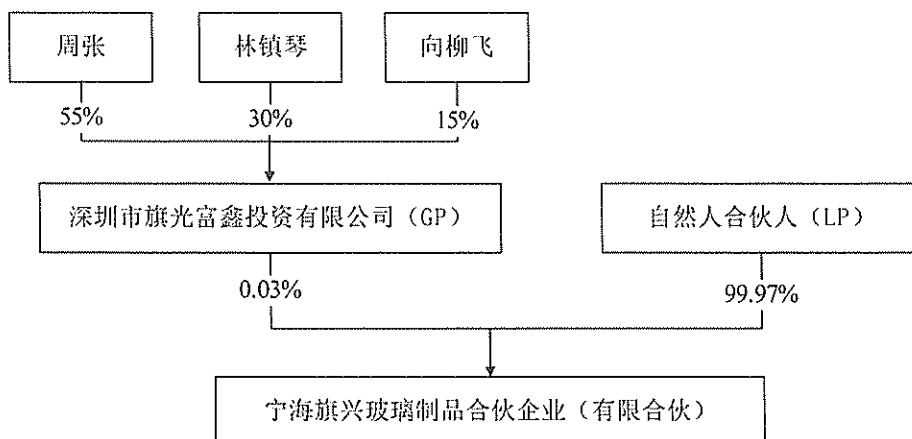 周张
林镇琴
向柳飞
55%
30%
15%
深圳市旗光富鑫投资有限公司（GP）
自然人合伙人（LP）
0.03%
99.97%
宁海旗兴玻璃制品合伙企业（有限合伙）